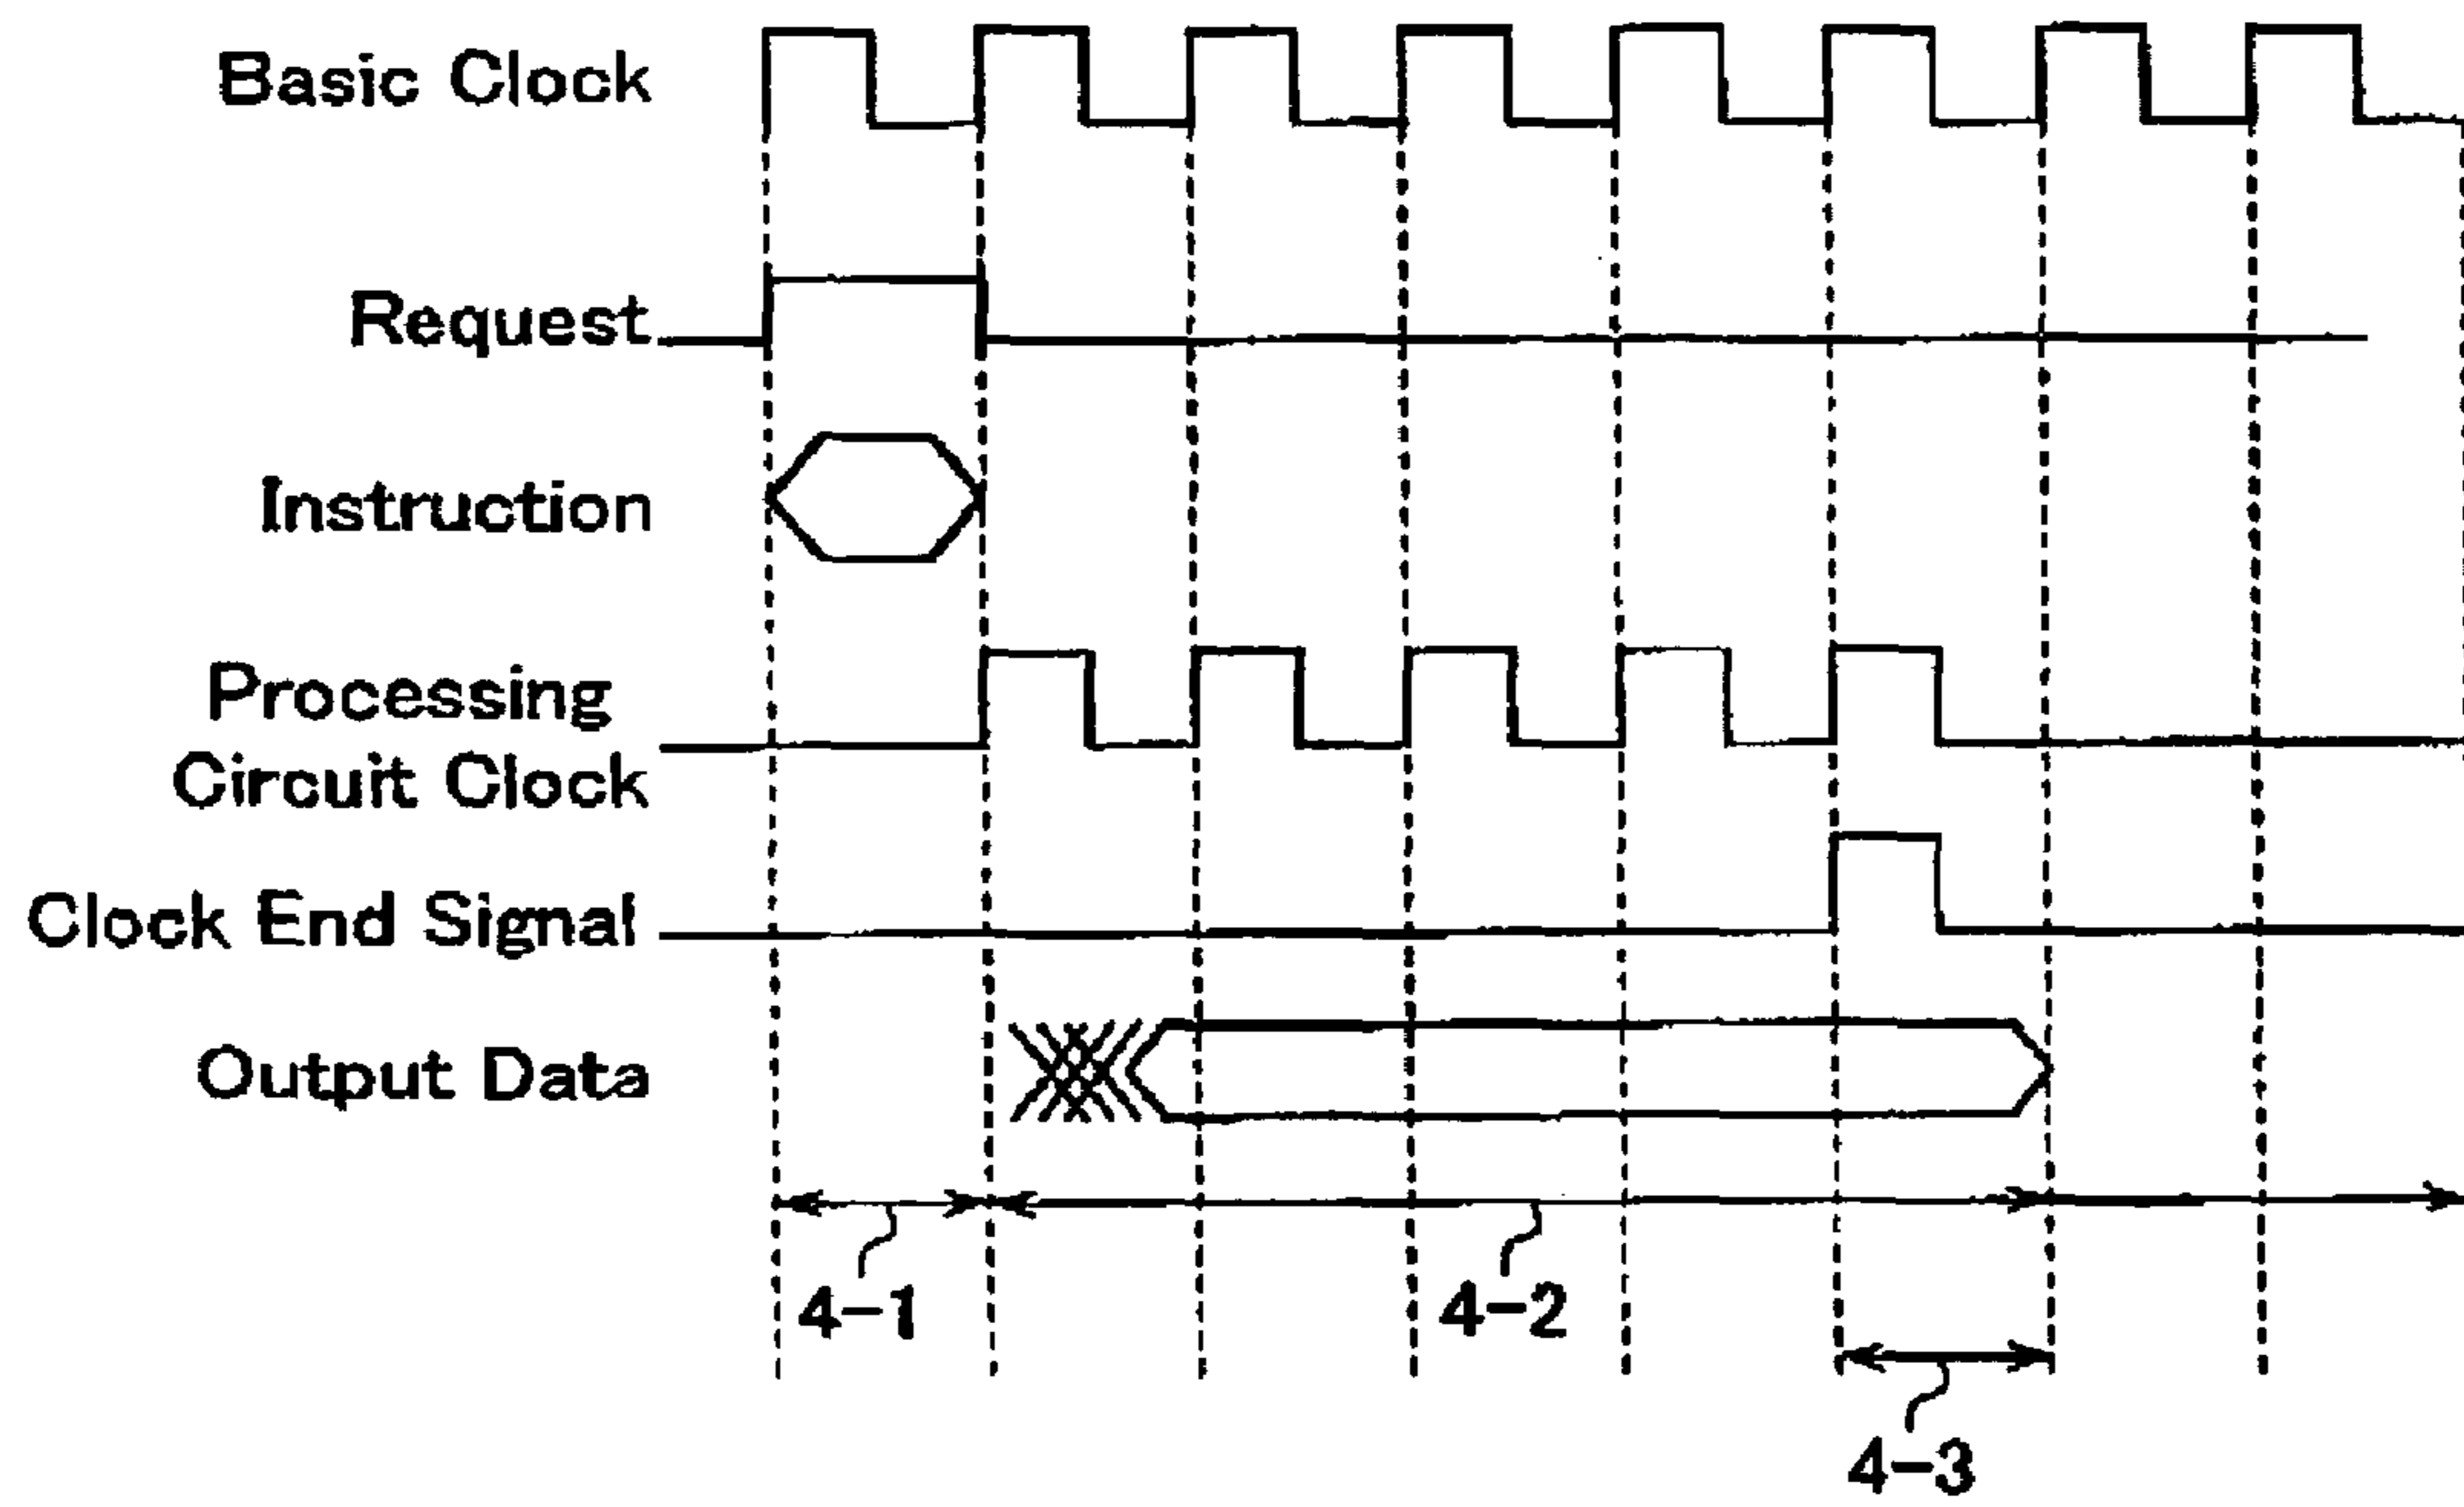 Basic Clock
Request
Instruction
Processing
Circuit Clock
Clock End Signal
Output Data
4-1
4-2
4-3